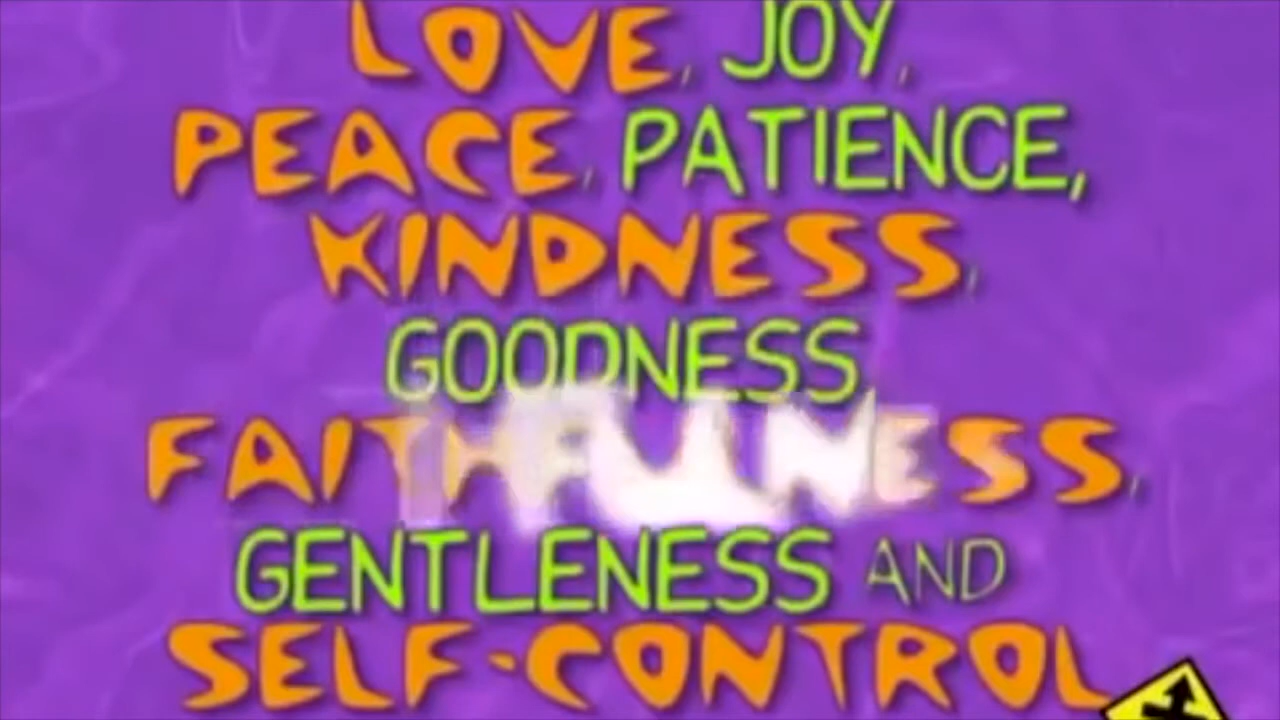 LOVE, JOY,
PEACE, PATIENCE,
KINDNESS,
GOODNESS
FAITHFULNESS,
GENTLENESS AND
SELF-CONTROL